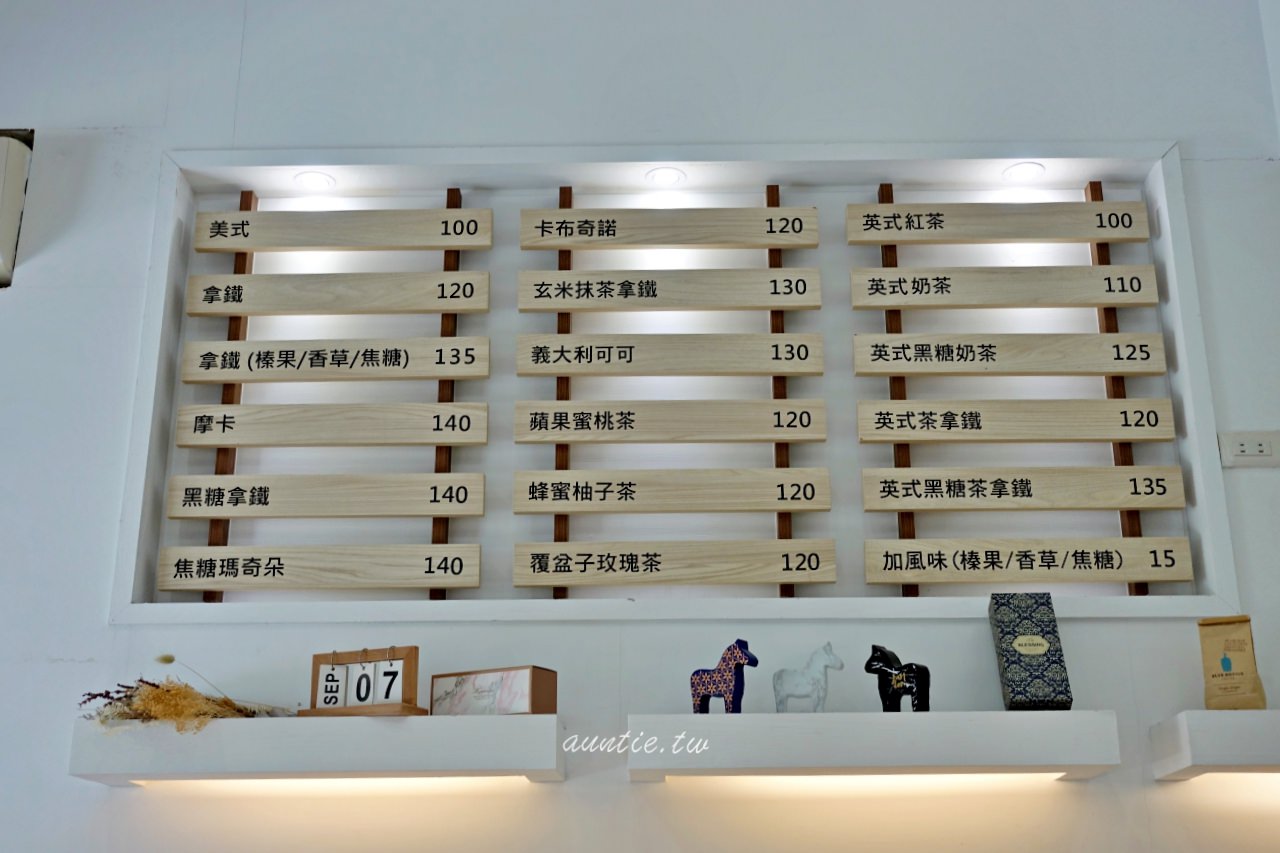 美式 100
拿鐵 120
拿鐵 (榛果/香草/焦糖) 135
摩卡 140
黑糖拿鐵 140
焦糖瑪奇朵 140
卡布奇諾 120
玄米抹茶拿鐵 130
義大利可可 130
蘋果蜜桃茶 120
蜂蜜柚子茶 120
覆盆子玫瑰茶 120
英式紅茶 100
英式奶茶 110
英式黑糖奶茶 125
英式茶拿鐵 120
英式黑糖茶拿鐵 135
加風味(榛果/香草/焦糖) 15
SEP 07
BLESSING
BLUE BOTTLE
auntie.tw